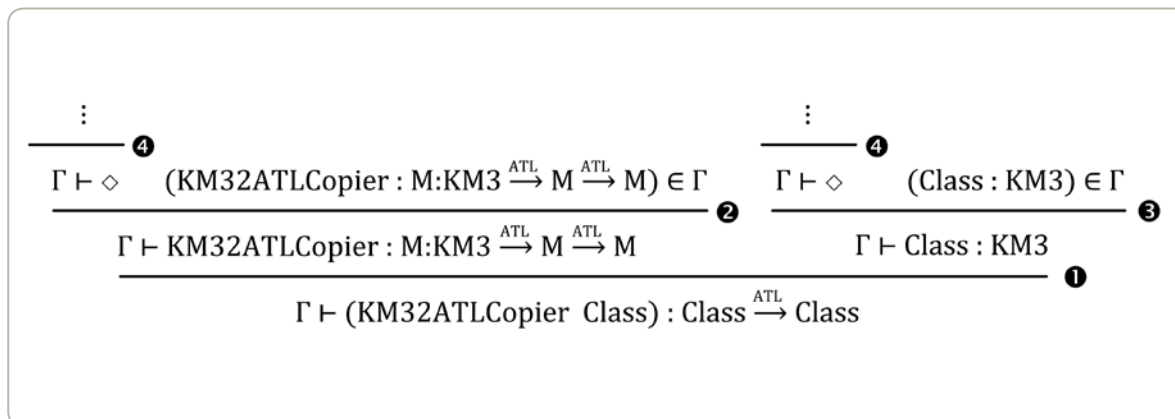 ⋮ ⋮
❹ ❹
Γ ⊢ ⋄ (KM32ATLCopier : M:KM3 ATL⟶ M ATL⟶ M) ∈ Γ Γ ⊢ ⋄ (Class : KM3) ∈ Γ
❷ ❸
Γ ⊢ KM32ATLCopier : M:KM3 ATL⟶ M ATL⟶ M Γ ⊢ Class : KM3
❶
Γ ⊢ (KM32ATLCopier Class) : Class ATL⟶ Class